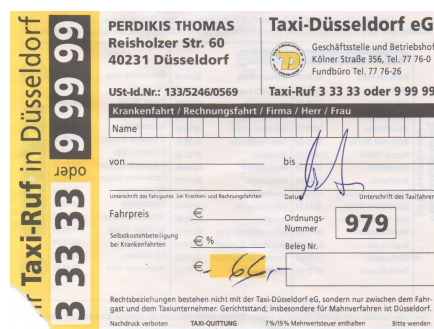 PERDIKIS THOMAS
Reisholzer Str. 60
40231 Düsseldorf
USt-Id.Nr.: 133/5246/0569
Taxi-Düsseldorf eG
Geschäftsstelle und Betriebshof
Kölner Straße 356, Tel. 77 76-0
Fundbüro Tel. 77 76-26
Taxi-Ruf 3 33 33 oder 9 99 99
Krankenfahrt / Rechnungsfahrt / Firma / Herr / Frau
Name
von
bis
Unterschrift des Fahrgastes bei Kranken- und Rechnungsfahrten
Datum
Unterschrift des Taxifahrer
Fahrpreis €
Selbstkostenbeteiligung
bei Krankenfahrten € %
€ - 66,-
Ordnungs-
Nummer 979
Beleg Nr.
Rechtsbeziehungen bestehen nicht mit der Taxi-Düsseldorf eG, sondern nur zwischen dem Fahr-
gast und dem Taxiunternehmer. Gerichtsstand, insbesondere für Mahnverfahren ist Düsseldorf.
Nachdruck verboten TAXI-QUITTUNG 7%/19% Mehrwertsteuer enthalten Bitte wenden
r Taxi-Ruf in Düsseldorf
3 33 33 oder 9 99 99